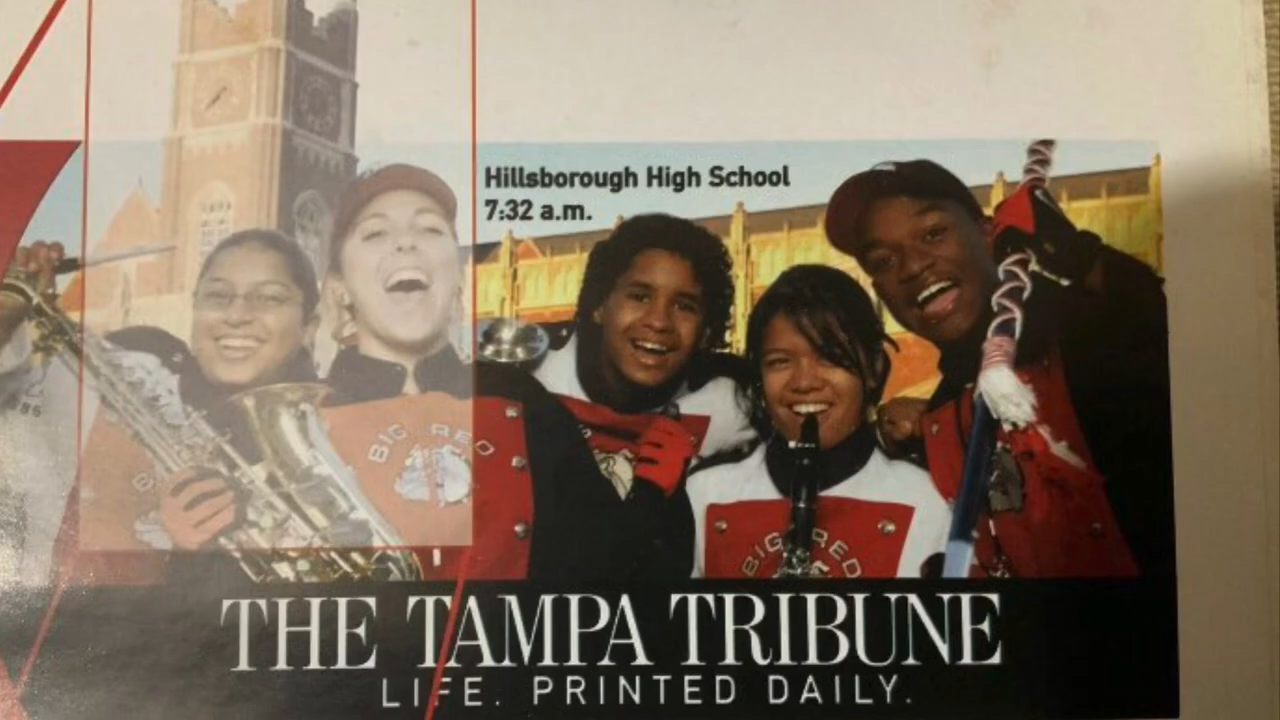 Hillsborough High School
7:32 a.m.
BIG RED
BIG RED
THE TAMPA TRIBUNE
LIFE. PRINTED DAILY.